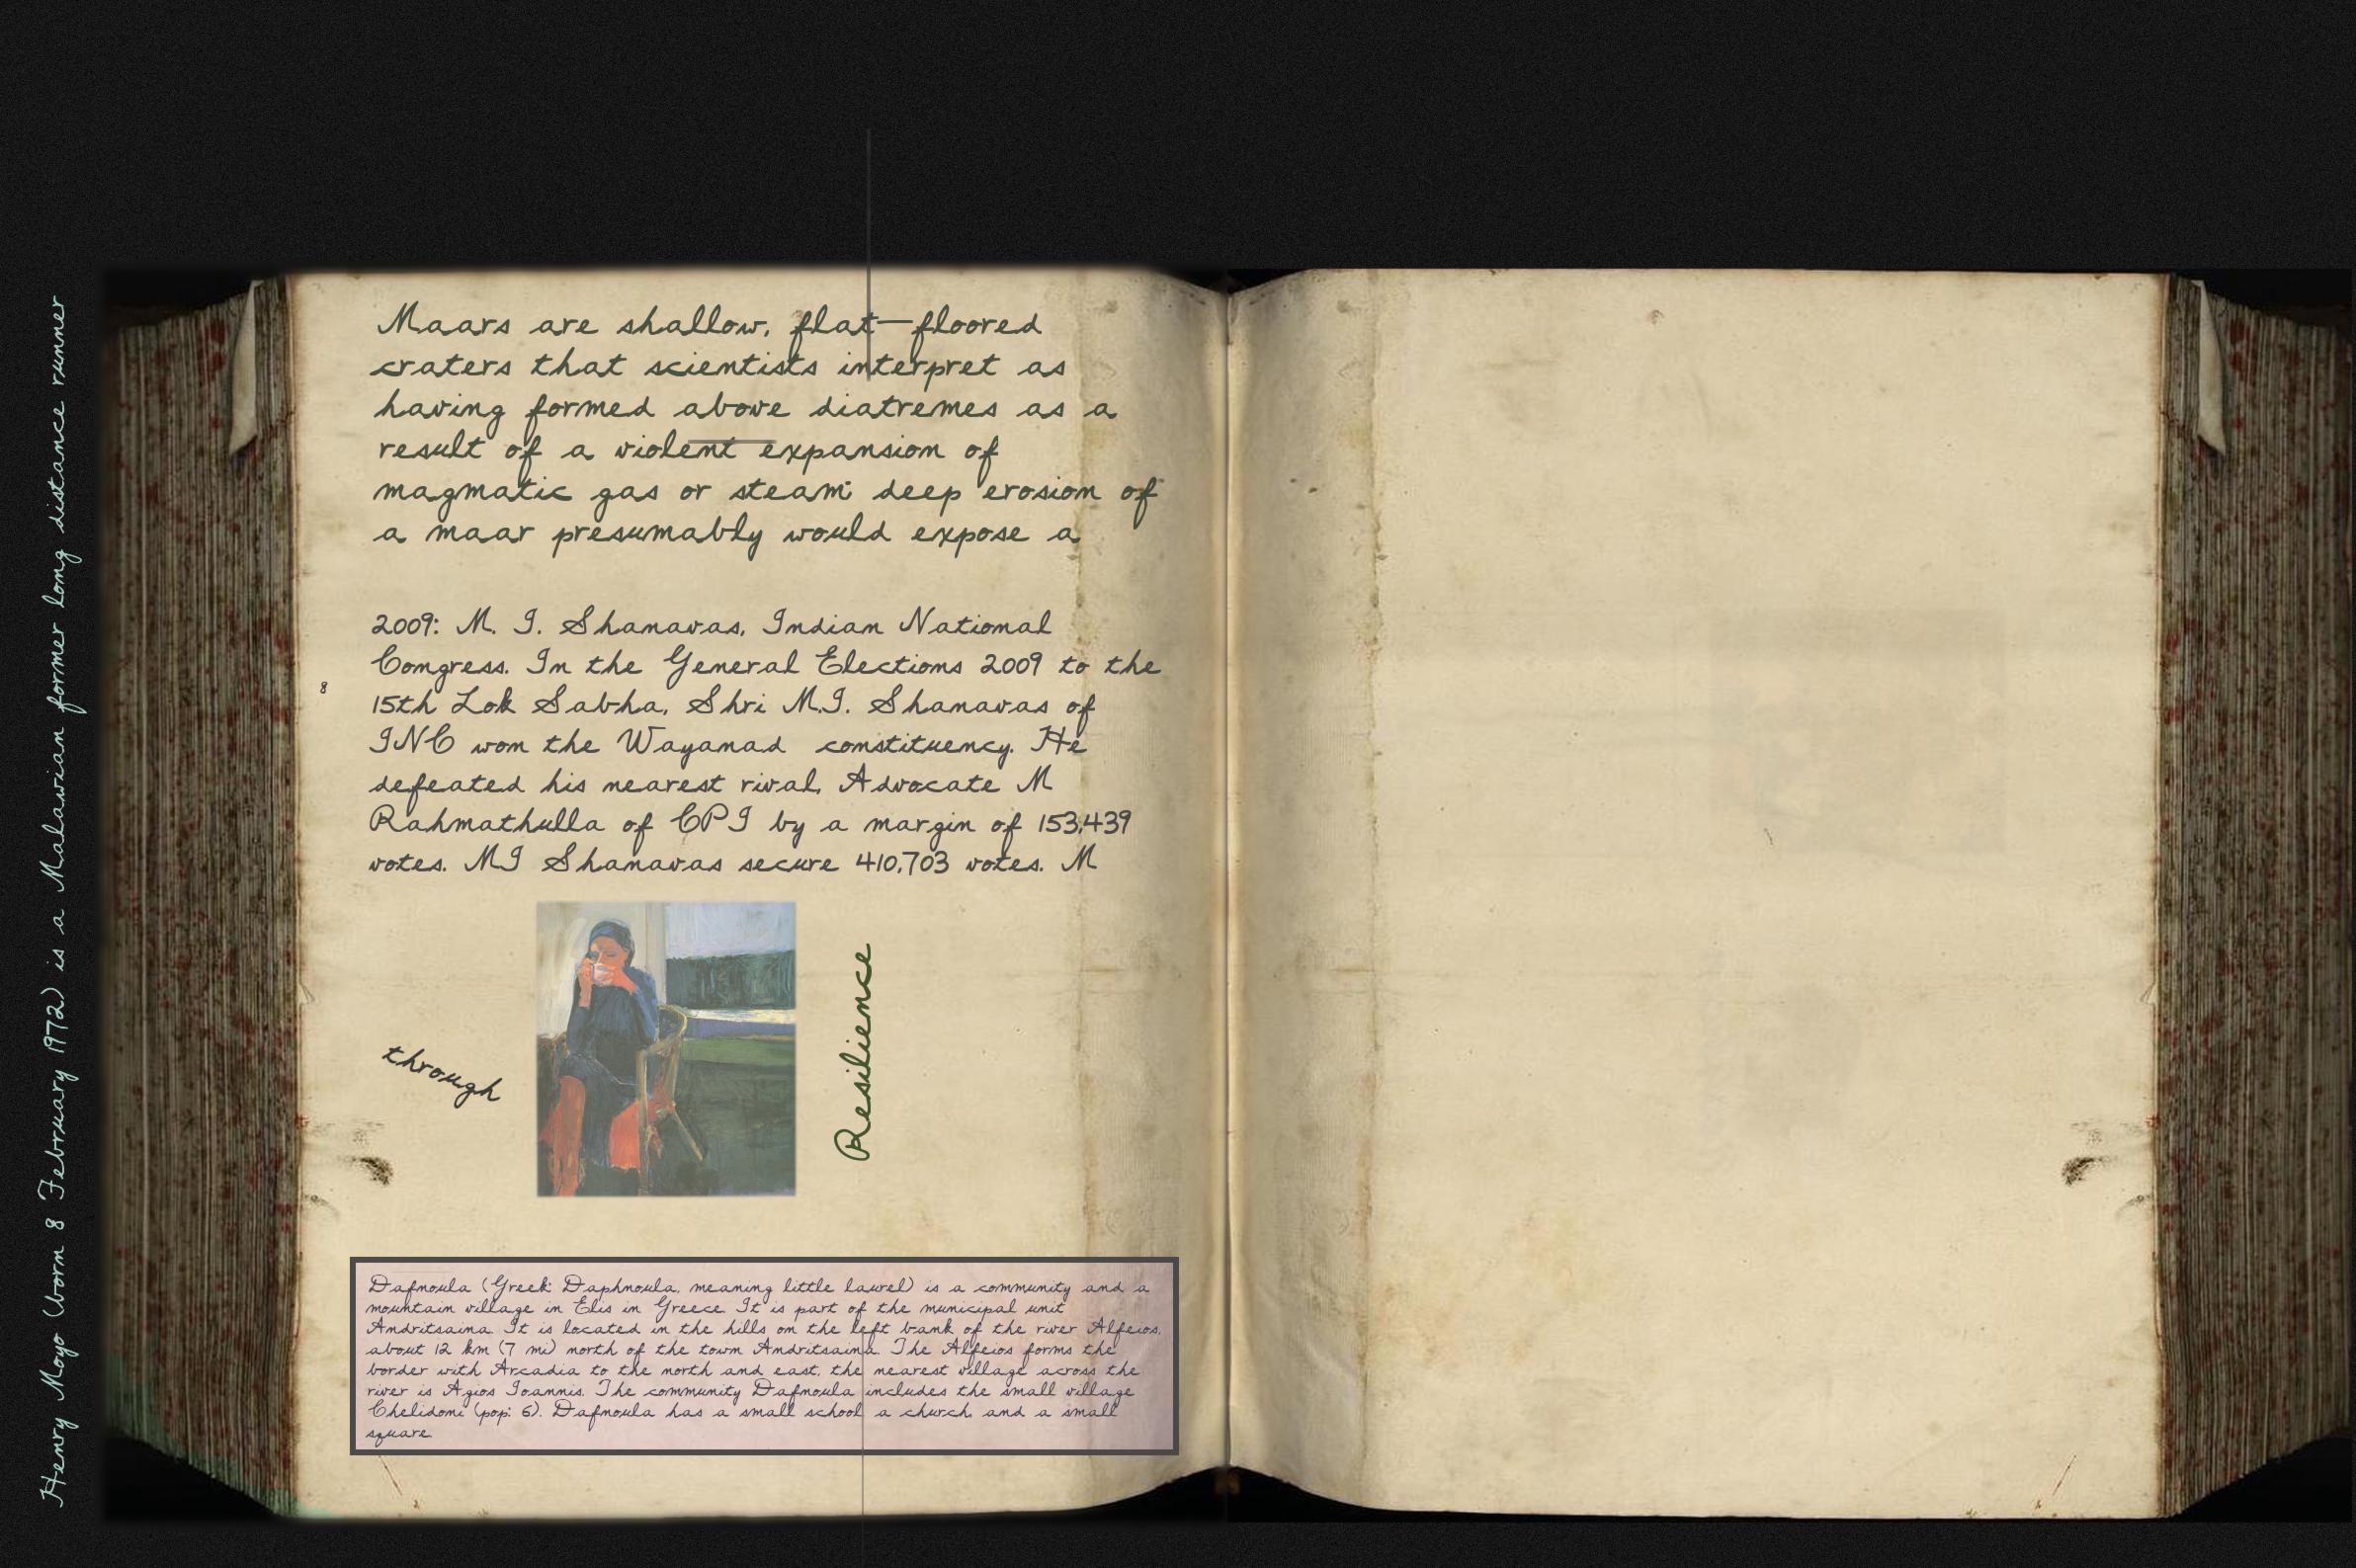 Henry Moyo (born 8 February 1972) is a Malawian former long distance runner
Maars are shallow, flat-floored
craters that scientists interpret as
having formed above diatremes as a
result of a violent expansion of
magmatic gas or steam; deep erosion of
a maar presumably would expose a
2009: M. I. Shanavas, Indian National
Congress. In the General Elections 2009 to the
8
15th Lok Sabha, Shri M.I. Shanavas of
INC won the Wayanad constituency. He
defeated his nearest rival, Advocate M
Rahmathulla of CPI by a margin of 153,439
votes. MI Shanavas secure 410,703 votes. M
through
Resilience
Dafnoula (Greek: Daphnoula, meaning little laurel) is a community and a
mountain village in Elis in Greece. It is part of the municipal unit
Andritsaina. It is located in the hills on the left bank of the river Alfeios,
about 12 km (7 mi) north of the town Andritsaina. The Alfeios forms the
border with Arcadia to the north and east, the nearest village across the
river is Agios Ioannis. The community Dafnoula includes the small village
Chelidoni (pop: 6). Dafnoula has a small school, a church, and a small
square.